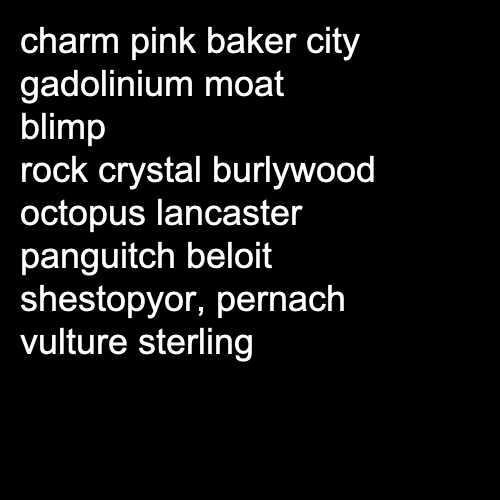 charm pink baker city
gadolinium moat
blimp
rock crystal burlywood
octopus lancaster
panguitch beloit
shestopyor, pernach
vulture sterling